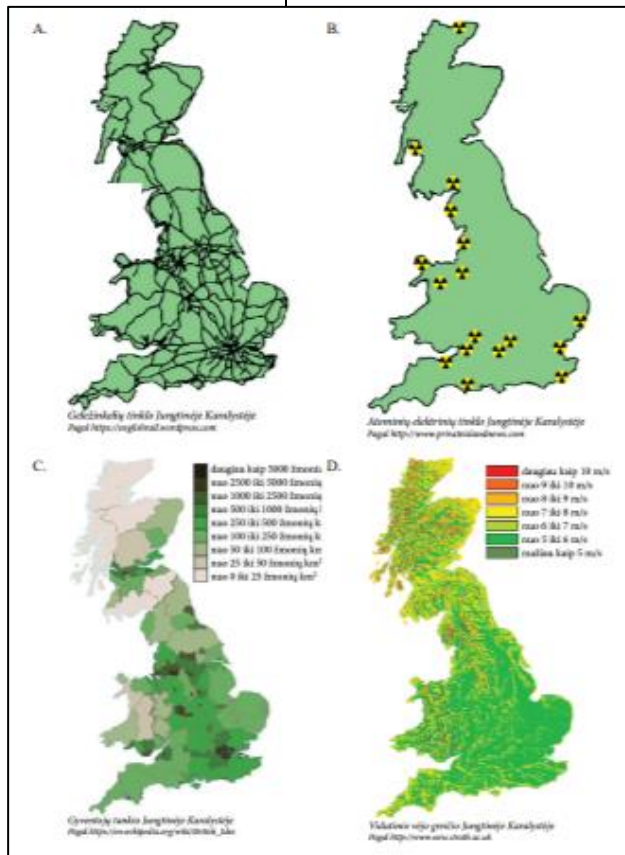 A.
B.
Geležinkelių tinklo Jungtinėje Karalystėje
Pagal https://englishrail.wordpress.com
Atominių elektrinių tinklo Jungtinėje Karalystėje
Pagal http://www.privateislandnews.com
C.
daugiau kaip 5000 žmonių
nuo 2500 iki 5000 žmonių
nuo 1000 iki 2500 žmonių
nuo 500 iki 1000 žmonių
nuo 250 iki 500 žmonių k
nuo 100 iki 250 žmonių k
nuo 50 iki 100 žmonių km²
nuo 25 iki 50 žmonių km²
nuo 0 iki 25 žmonių km²
Gyventojų tankis Jungtinėje Karalystėje
D.
daugiau kaip 10 m/s
nuo 9 iki 10 m/s
nuo 8 iki 9 m/s
nuo 7 iki 8 m/s
nuo 6 iki 7 m/s
nuo 5 iki 6 m/s
mažiau kaip 5 m/s
Vidutinis vėjo greitis Jungtinėje Karalystėje